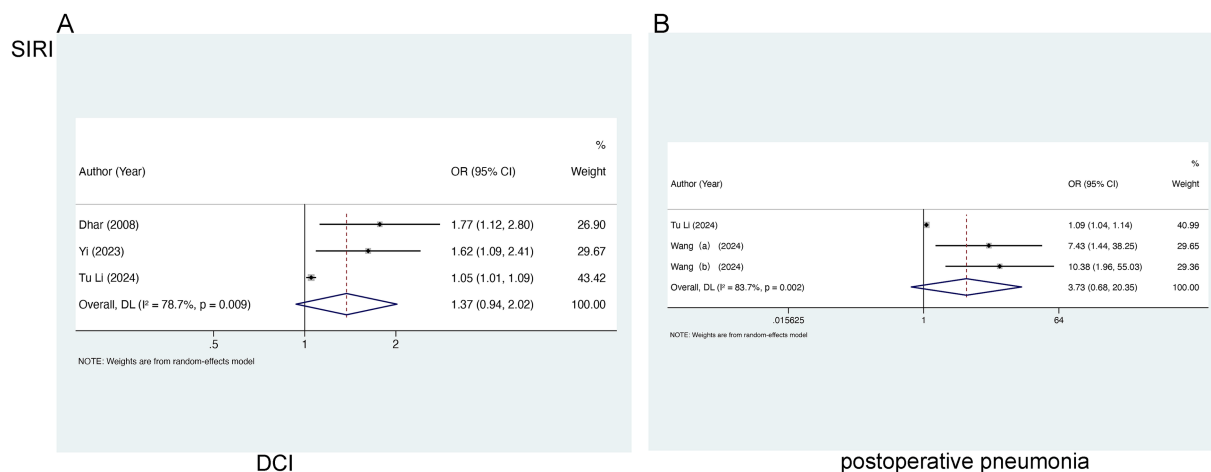 A
SIRI
%
Author (Year) OR (95% CI) Weight
Dhar (2008) 1.77 (1.12, 2.80) 26.90
Yi (2023) 1.62 (1.09, 2.41) 29.67
Tu Li (2024) 1.05 (1.01, 1.09) 43.42
Overall, DL (I² = 78.7%, p = 0.009) 1.37 (0.94, 2.02) 100.00
.5 1 2
NOTE: Weights are from random-effects model
DCI
B
%
Author (Year) OR (95% CI) Weight
Tu Li (2024) 1.09 (1.04, 1.14) 40.99
Wang（a）(2024) 7.43 (1.44, 38.25) 29.65
Wang（b）(2024) 10.38 (1.96, 55.03) 29.36
Overall, DL (I² = 83.7%, p = 0.002) 3.73 (0.68, 20.35) 100.00
.015625 1 64
NOTE: Weights are from random-effects model
postoperative pneumonia